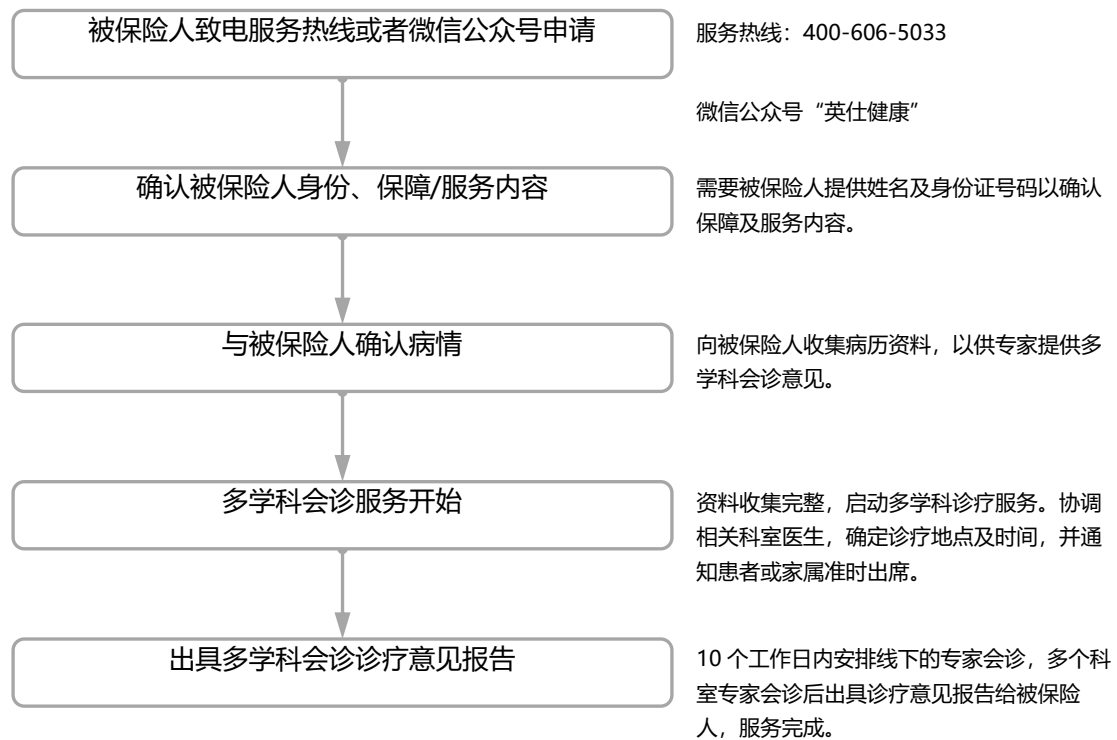 被保险人致电服务热线或者微信公众号申请
服务热线：400-606-5033
微信公众号“英仕健康”
确认被保险人身份、保障/服务内容
需要被保险人提供姓名及身份证号码以确认
保障及服务内容。
与被保险人确认病情
向被保险人收集病历资料，以供专家提供多
学科会诊意见。
多学科会诊服务开始
资料收集完整，启动多学科诊疗服务。协调
相关科室医生，确定诊疗地点及时间，并通
知患者或家属准时出席。
出具多学科会诊诊疗意见报告
10 个工作日内安排线下的专家会诊，多个科
室专家会诊后出具诊疗意见报告给被保险
人，服务完成。